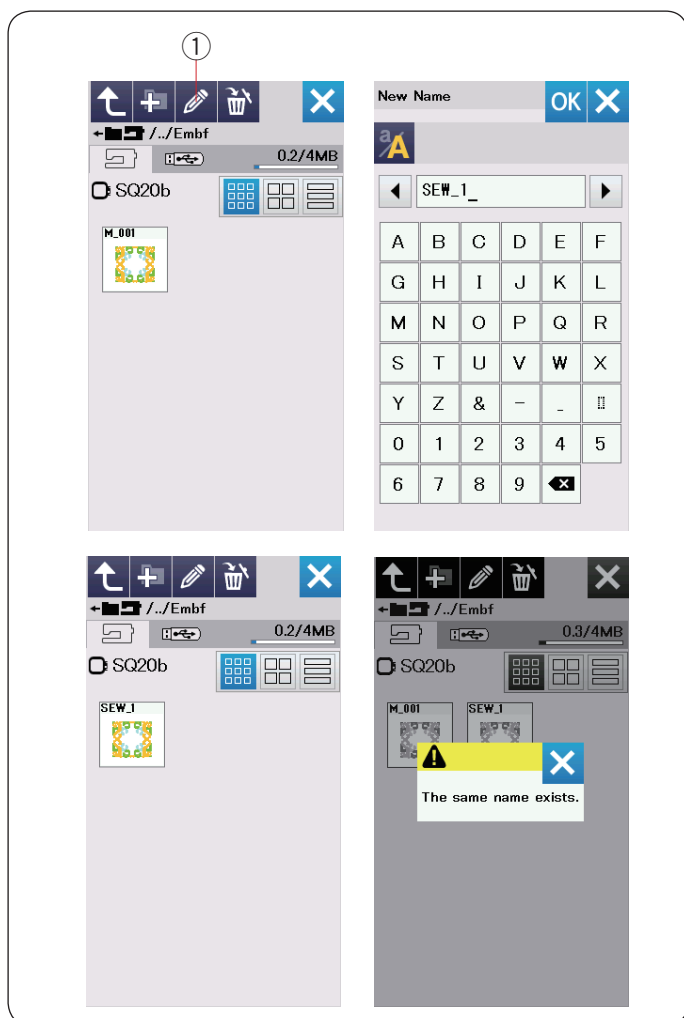 1
/../Embf
0.2/4MB
SQ20b
M_001
New Name
OK
a/A
SEW_1_
A B C D E F
G H I J K L
M N O P Q R
S T U V W X
Y Z & - _
0 1 2 3 4 5
6 7 8 9
/../Embf
0.2/4MB
SQ20b
SEW_1
/../Embf
0.3/4MB
SQ20b
M_001 SEW_1
The same name exists.